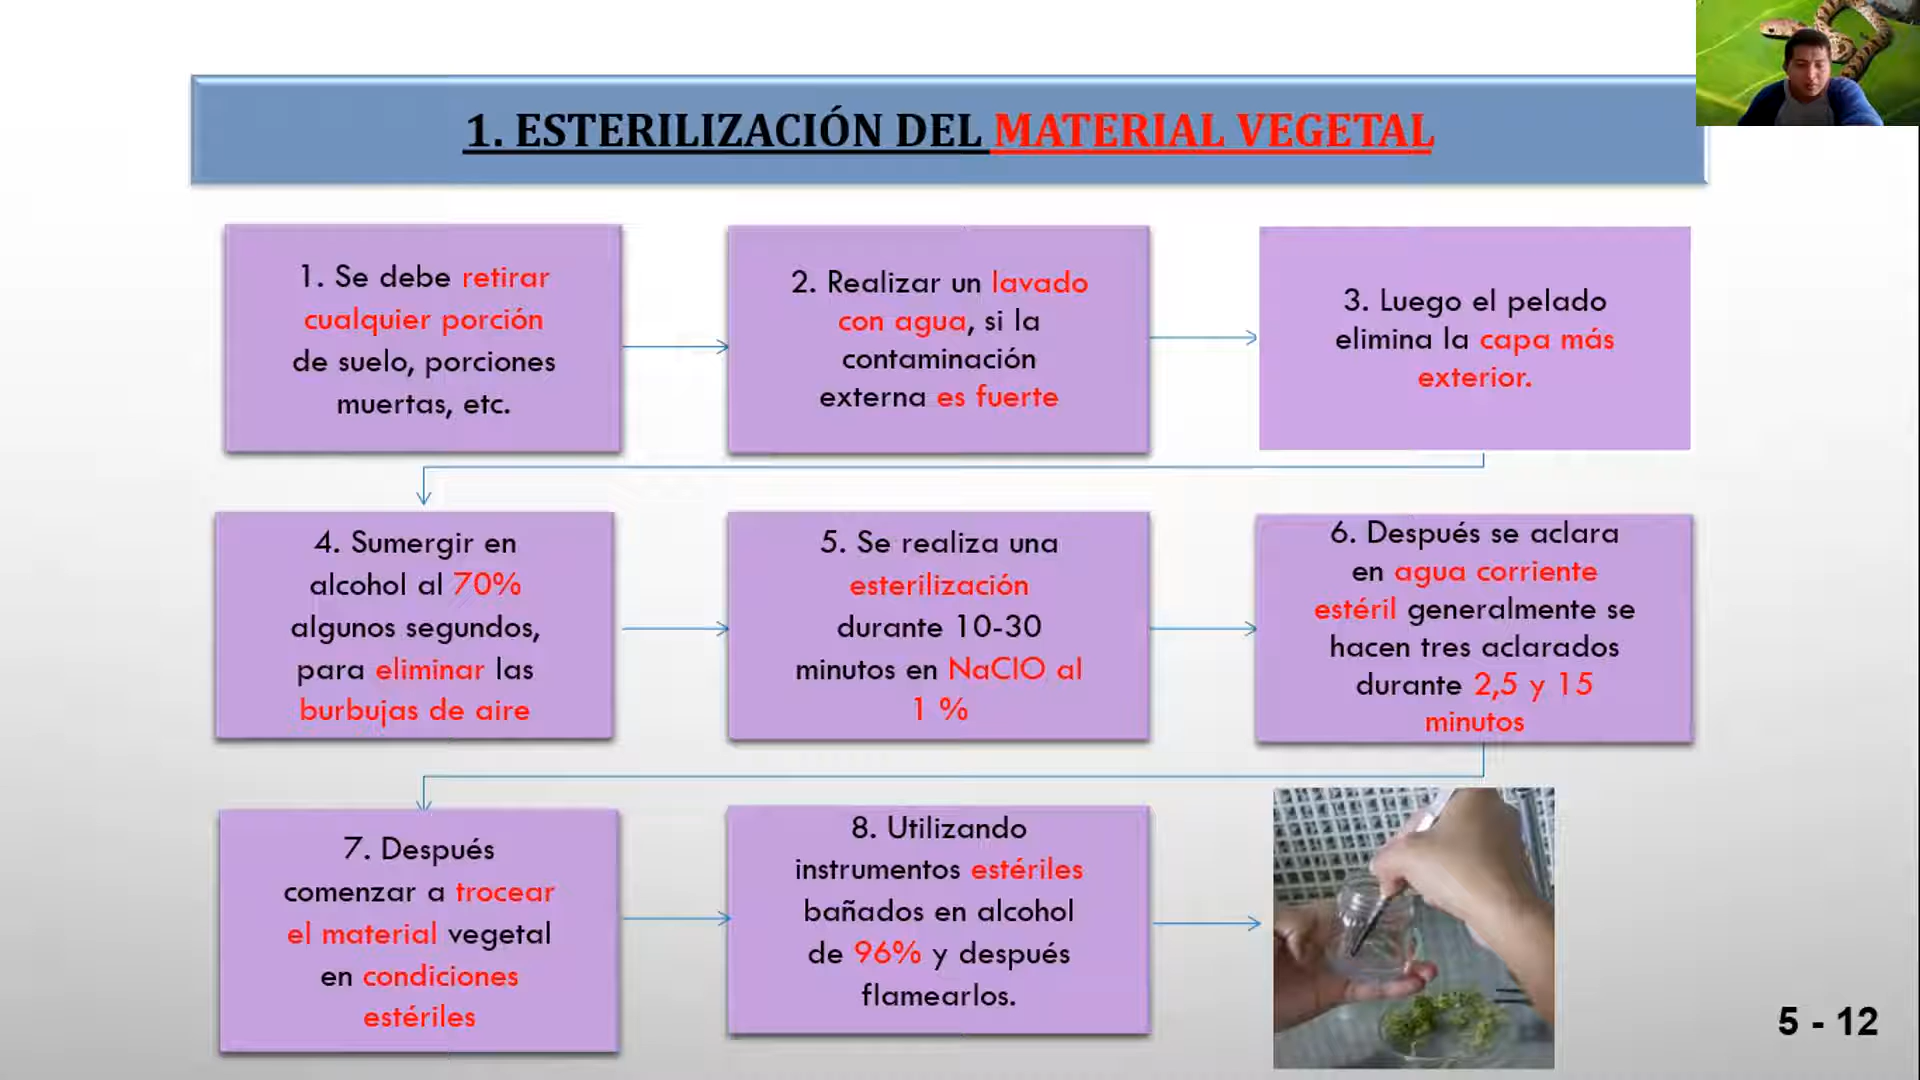 1. ESTERILIZACIÓN DEL MATERIAL VEGETAL
1. Se debe retirar
cualquier porción
de suelo, porciones
muertas, etc.
2. Realizar un lavado
con agua, si la
contaminación
externa es fuerte
3. Luego el pelado
elimina la capa más
exterior.
4. Sumergir en
alcohol al 70%
algunos segundos,
para eliminar las
burbujas de aire
5. Se realiza una
esterilización
durante 10-30
minutos en NaClO al
1 %
6. Después se aclara
en agua corriente
estéril generalmente se
hacen tres aclarados
durante 2,5 y 15
minutos
7. Después
comenzar a trocear
el material vegetal
en condiciones
estériles
8. Utilizando
instrumentos estériles
bañados en alcohol
de 96% y después
flamearlos.
5 - 12